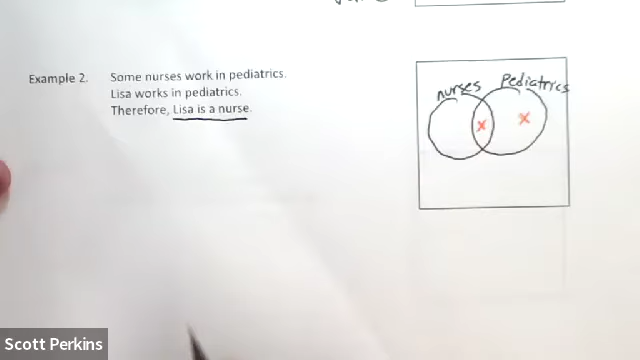 Example 2. Some nurses work in pediatrics.
Lisa works in pediatrics.
Therefore, Lisa is a nurse.
nurses Pediatrics
x x
Scott Perkins